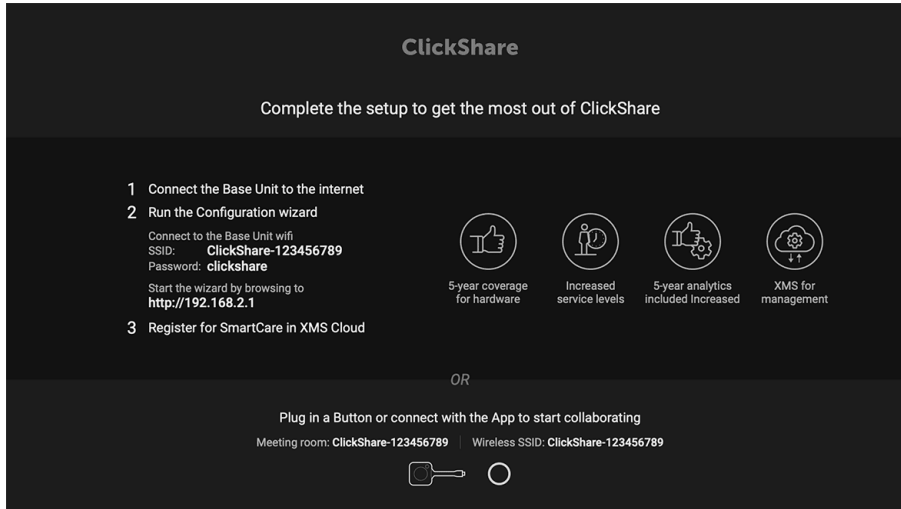 ClickShare
Complete the setup to get the most out of ClickShare
1 Connect the Base Unit to the internet
2 Run the Configuration wizard
Connect to the Base Unit wifi
SSID: ClickShare-123456789
Password: clickshare
Start the wizard by browsing to
http://192.168.2.1
3 Register for SmartCare in XMS Cloud
5-year coverage
for hardware
Increased
service levels
5-year analytics
included Increased
XMS for
management
OR
Plug in a Button or connect with the App to start collaborating
Meeting room: ClickShare-123456789 | Wireless SSID: ClickShare-123456789